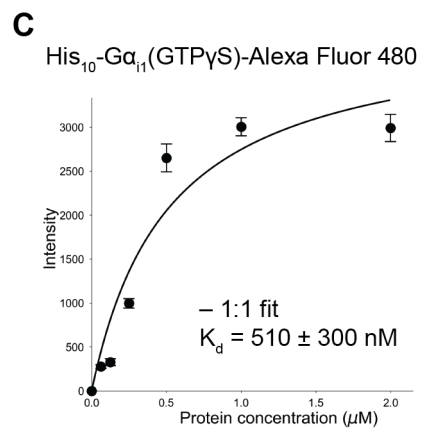 C
His₁₀-Gαᵢ₁(GTPγS)-Alexa Fluor 480
Intensity
3000
2500
2000
1500
1000
500
0
– 1:1 fit
K_d = 510 ± 300 nM
0.0 0.5 1.0 1.5 2.0
Protein concentration (μM)